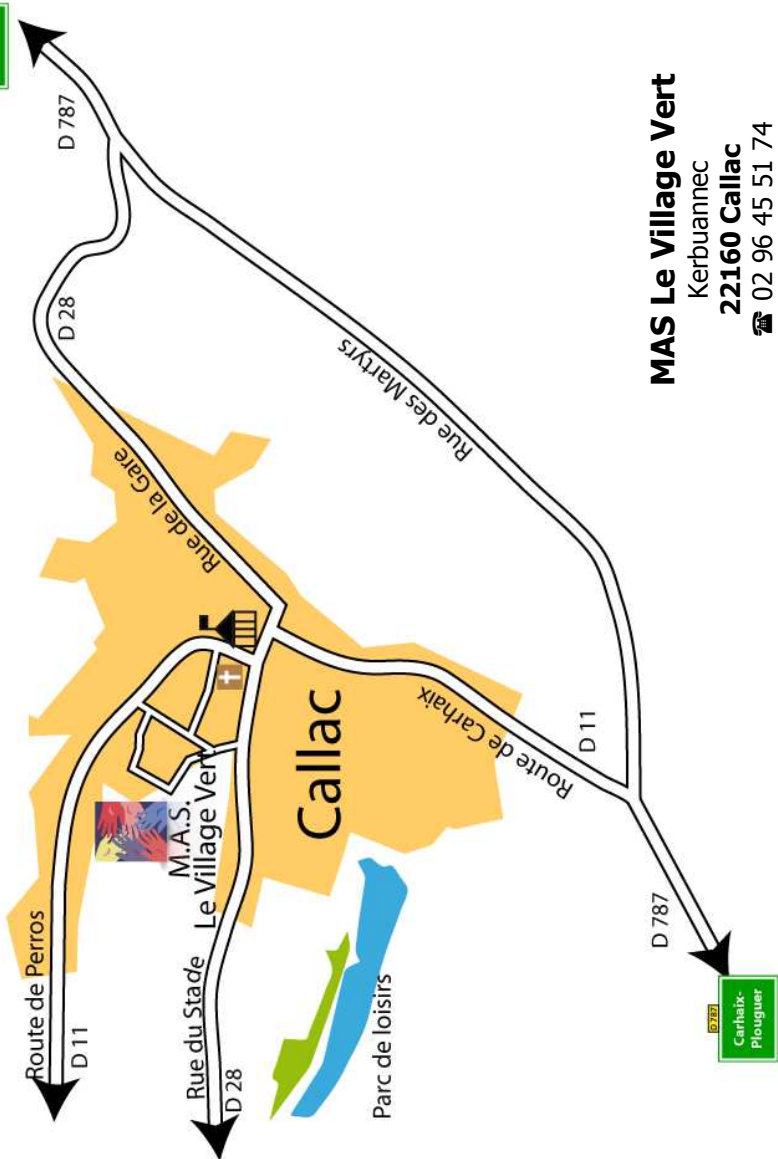 D 787
D 28
Rue de la Gare
Rue des Martyrs
Route de Perros
D 11
M.A.S.
Le Village Vert
Callac
Rue du Stade
D 28
Parc de loisirs
Route de Carhaix
D 11
D 787
D 787
Carhaix-
Plouguer
MAS Le Village Vert
Kerbuannec
22160 Callac
☎ 02 96 45 51 74